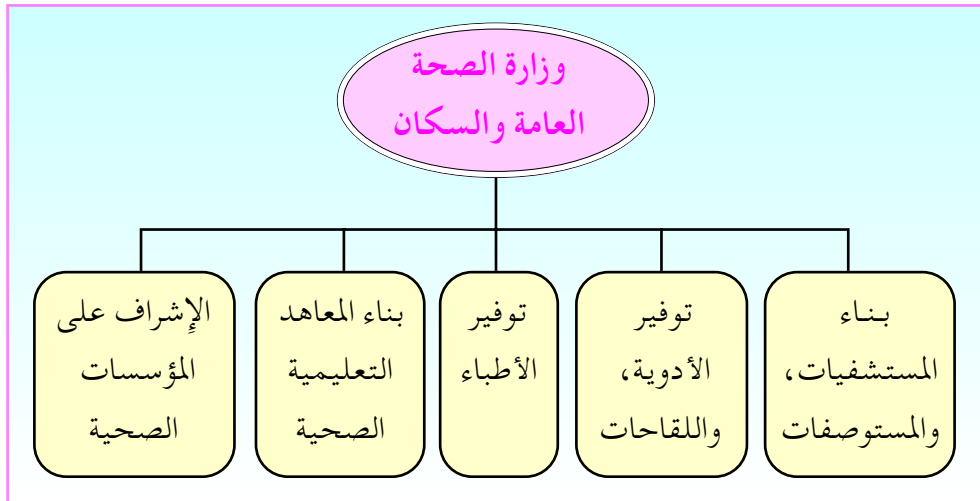 وزارة الصحة
العامة والسكان
بناء
المستشفيات،
والمستوصفات
توفير
الأدوية،
واللقاحات
توفير
الأطباء
بناء المعاهد
التعليمية
الصحية
الإشراف على
المؤسسات
الصحية